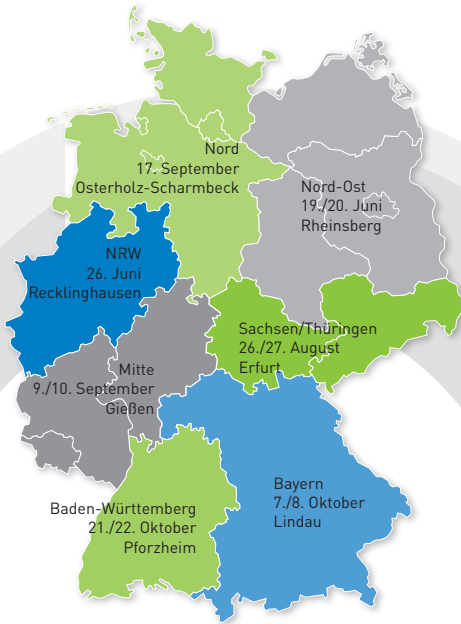 Nord
17. September
Osterholz-Scharmbeck
Nord-Ost
19./20. Juni
Rheinsberg
NRW
26. Juni
Recklinghausen
Sachsen/Thüringen
26./27. August
Erfurt
Mitte
9./10. September
Gießen
Bayern
7./8. Oktober
Lindau
Baden-Württemberg
21./22. Oktober
Pforzheim